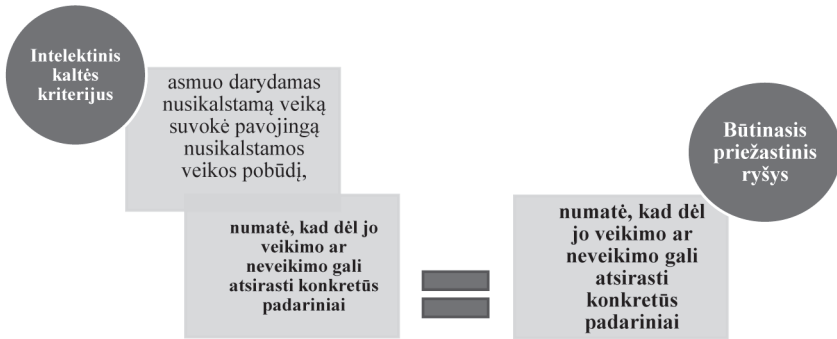 Intelektinis
kaltės
kriterijus
asmuo darydamas
nusikalstamą veiką
suvokė pavojingą
nusikalstamos
veikos pobūdį,
numatė, kad dėl jo
veikimo ar
neveikimo gali
atsirasti konkretūs
padariniai
Būtinasis
priežastinis
ryšys
numatė, kad dėl
jo veikimo ar
neveikimo gali
atsirasti
konkretūs
padariniai